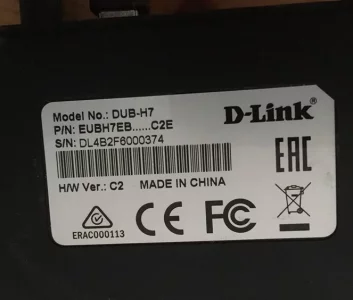 Model No.: DUB-H7
P/N: EUBH7EB......C2E
S/N: DL4B2F6000374
D-Link®
EAC
H/W Ver.: C2 MADE IN CHINA
CE FC
ERAC000113